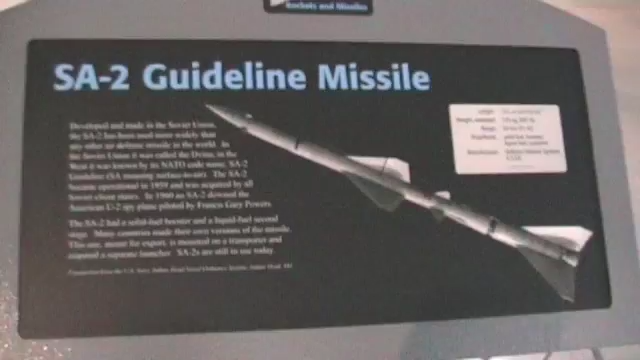 Rockets and Missiles
SA-2 Guideline Missile
Developed and made in the Soviet Union,
the SA-2 has been used more widely than
any other air defense missile in the world. In
the Soviet Union it was called the Dvina, in the
West it was known by its NATO code name, SA-2
Guideline (SA meaning surface-to-air). The SA-2
became operational in 1959 and was acquired by all
Soviet client states. In 1960 an SA-2 downed the
American U-2 spy plane piloted by Francis Gary Powers.
The SA-2 had a solid-fuel booster and a liquid-fuel second
stage. Many countries made their own versions of the missile.
This one, meant for export, is mounted on a transporter and
required a separate launcher. SA-2s are still in use today.
Length:
Weight,
Range:
Propellant:
Manufacturer: